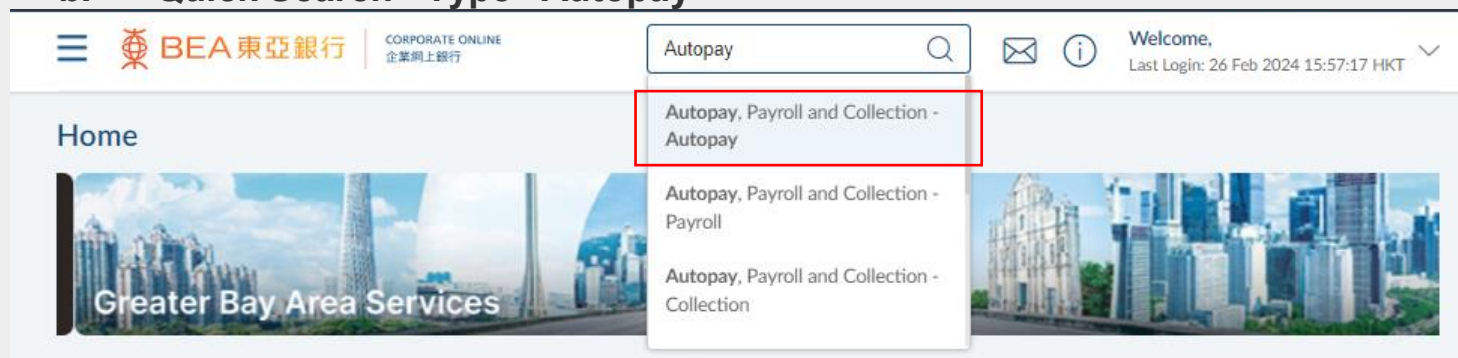 BEA東亞銀行
CORPORATE ONLINE
企業網上銀行
Autopay
Welcome,
Last Login: 26 Feb 2024 15:57:17 HKT
Home
Autopay, Payroll and Collection -
Autopay
Autopay, Payroll and Collection -
Payroll
Autopay, Payroll and Collection -
Collection
Greater Bay Area Services